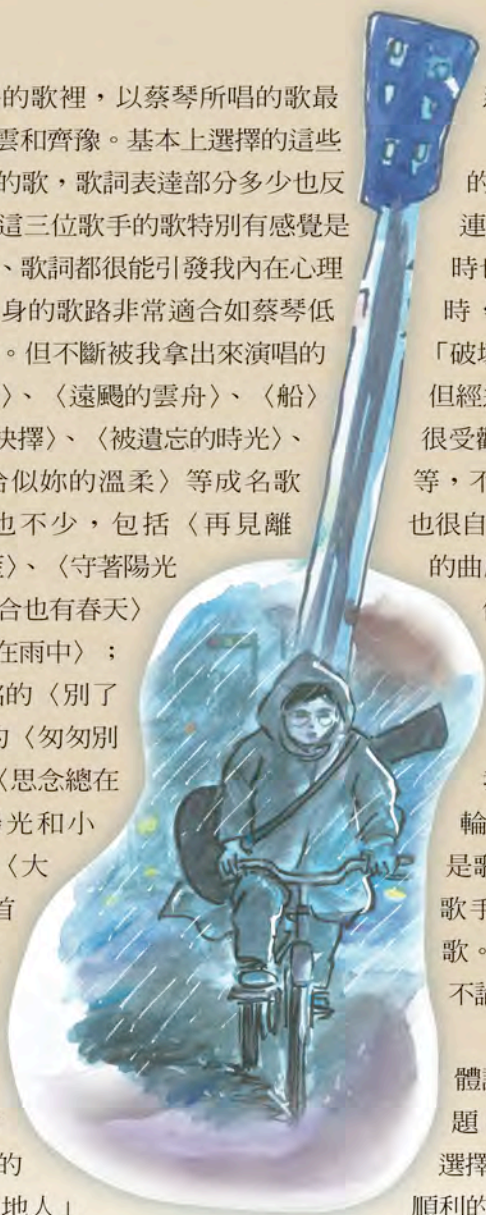 的歌裡，以蔡琴所唱的歌最
雲和齊豫。基本上選擇的這些
的歌，歌詞表達部分多少也反
這三位歌手的歌特別有感覺是
、歌詞都很能引發我內在心理
身的歌路非常適合如蔡琴低
。但不斷被我拿出來演唱的
〉、〈遠颺的雲舟〉、〈船〉
抉擇〉、〈被遺忘的時光〉、
恰似妳的溫柔〉等成名歌
也不少，包括〈再見離
〉、〈守著陽光
合也有春天〉
在雨中〉；
的〈別了
的〈匆匆別
〈思念總在
光和小
〈大
首
的
地人」
的
連
時
時，
「破
但經
很受
等，不
也很自
的曲
輪
是歌
歌手
歌。
不
體
題
選擇
順利的